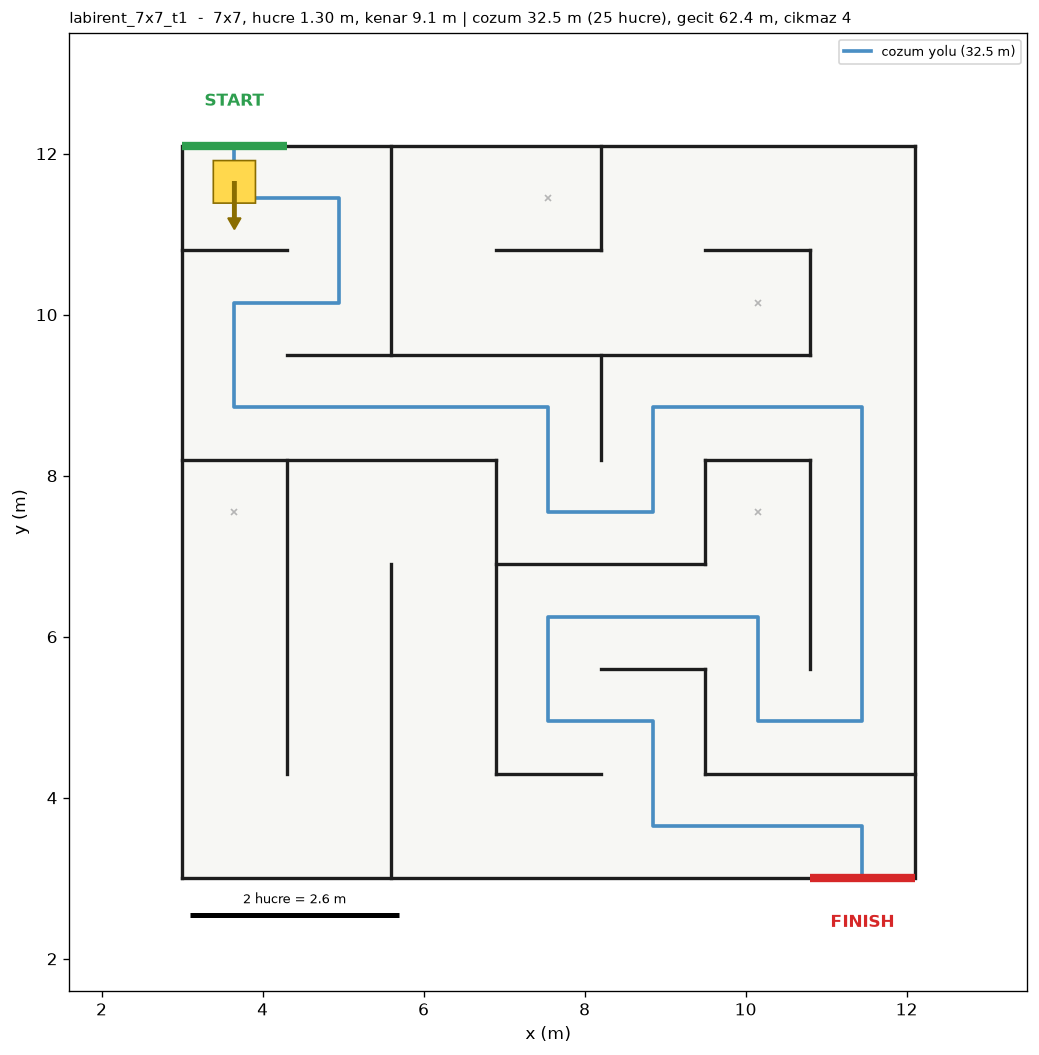 labirent_7x7_t1  -  7x7, hucre 1.30 m, kenar 9.1 m | cozum 32.5 m (25 hucre), gecit 62.4 m, cikmaz 4
cozum yolu (32.5 m)
START
12
10
8
6
4
2
y (m)
2 hucre = 2.6 m
FINISH
2
4
6
8
10
12
x (m)